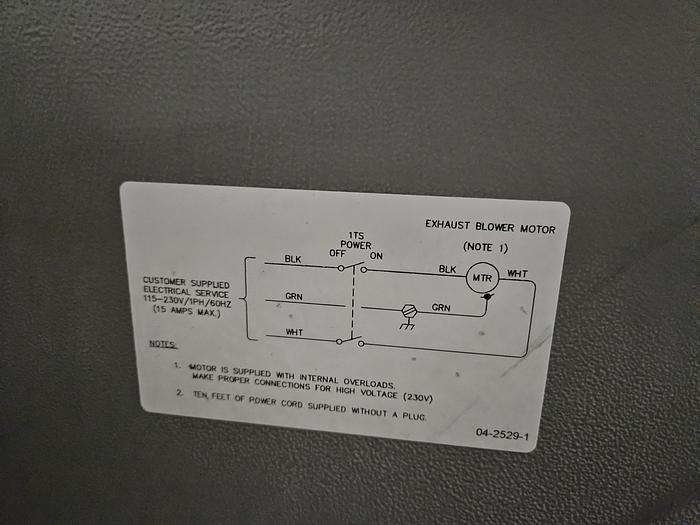 EXHAUST BLOWER MOTOR
(NOTE 1)
1TS
POWER
OFF ON
BLK
BLK
MTR
WHT
CUSTOMER SUPPLIED
ELECTRICAL SERVICE
115-230V/1PH/60HZ
(15 AMPS MAX.)
GRN
GRN
WHT
NOTES:
1. MOTOR IS SUPPLIED WITH INTERNAL OVERLOADS.
MAKE PROPER CONNECTIONS FOR HIGH VOLTAGE (230V)
2. TEN FEET OF POWER CORD SUPPLIED WITHOUT A PLUG.
04-2529-1